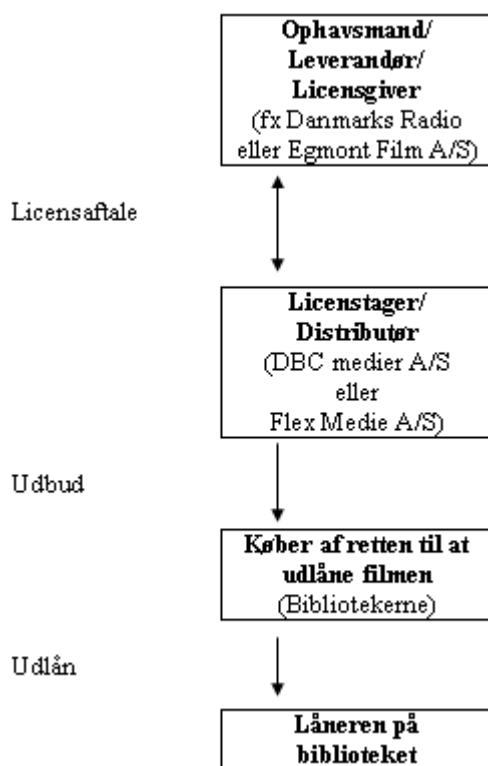 Ophavsmand/
Leverandør/
Licensgiver
(fx Danmarks Radio
eller Egmont Film A/S)
Licensaftale
Licenstager/
Distributør
(DBC medier A/S
eller
Flex Medie A/S)
Udbud
Køber af retten til at
udlåne filmen
(Bibliotekerne)
Udlån
Låneren på
biblioteket